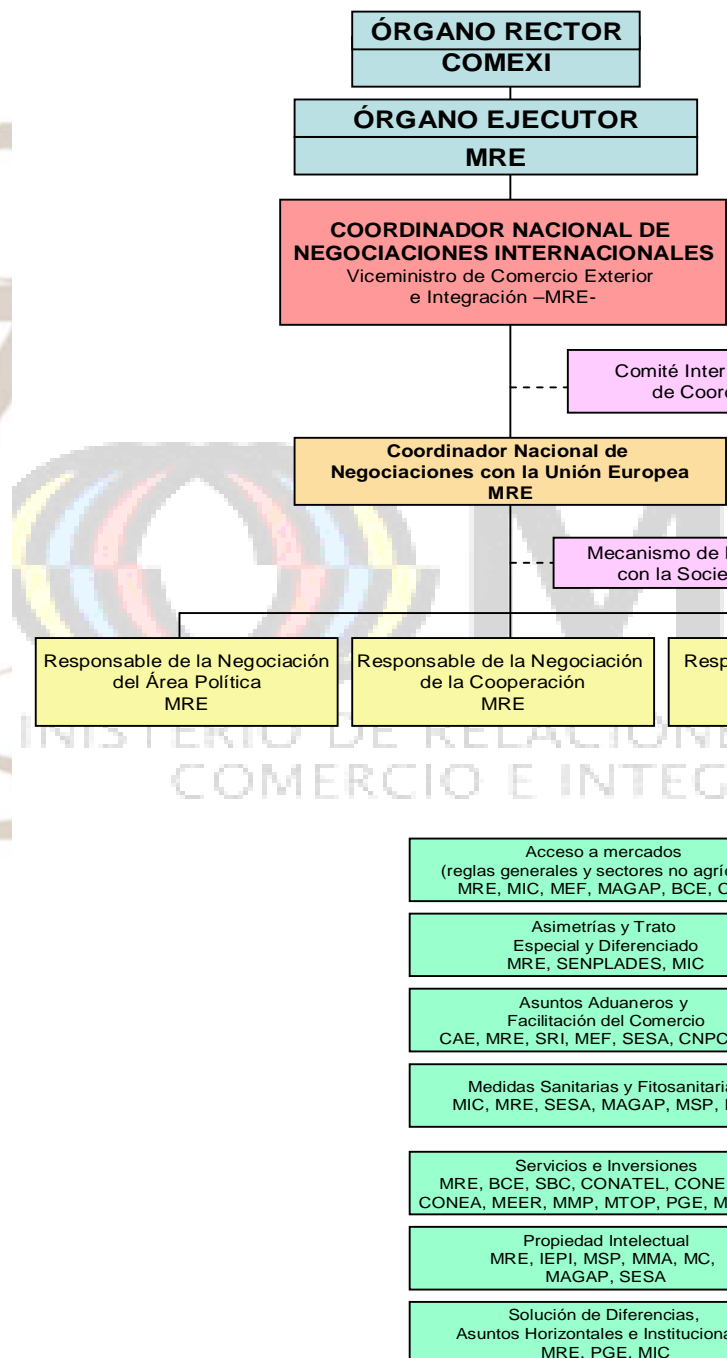 ÓRGANO RECTOR
COMEXI
ÓRGANO EJECUTOR
MRE
COORDINADOR NACIONAL DE
NEGOCIACIONES INTERNACIONALES
Viceministro de Comercio Exterior
e Integración –MRE-
Comité Inter
de Coor
Coordinador Nacional de
Negociaciones con la Unión Europea
MRE
Mecanismo de
con la Socie
Responsable de la Negociación
del Área Política
MRE
Responsable de la Negociación
de la Cooperación
MRE
Resp
INISTERIO DE RELACIONE
COMERCIO E INTEG
Acceso a mercados
(reglas generales y sectores no agríc
MRE, MIC, MEF, MAGAP, BCE,
Asimetrías y Trato
Especial y Diferenciado
MRE, SENPLADES, MIC
Asuntos Aduaneros y
Facilitación del Comercio
CAE, MRE, SRI, MEF, SESA, CNPC
Medidas Sanitarias y Fitosanitaria
MIC, MRE, SESA, MAGAP, MSP,
Servicios e Inversiones
MRE, BCE, SBC, CONATEL, CONE
CONEA, MEER, MMP, MTOP, PGE, M
Propiedad Intelectual
MRE, IEPI, MSP, MMA, MC,
MAGAP, SESA
Solución de Diferencias,
Asuntos Horizontales e Instituciona
MRE, PGE, MIC